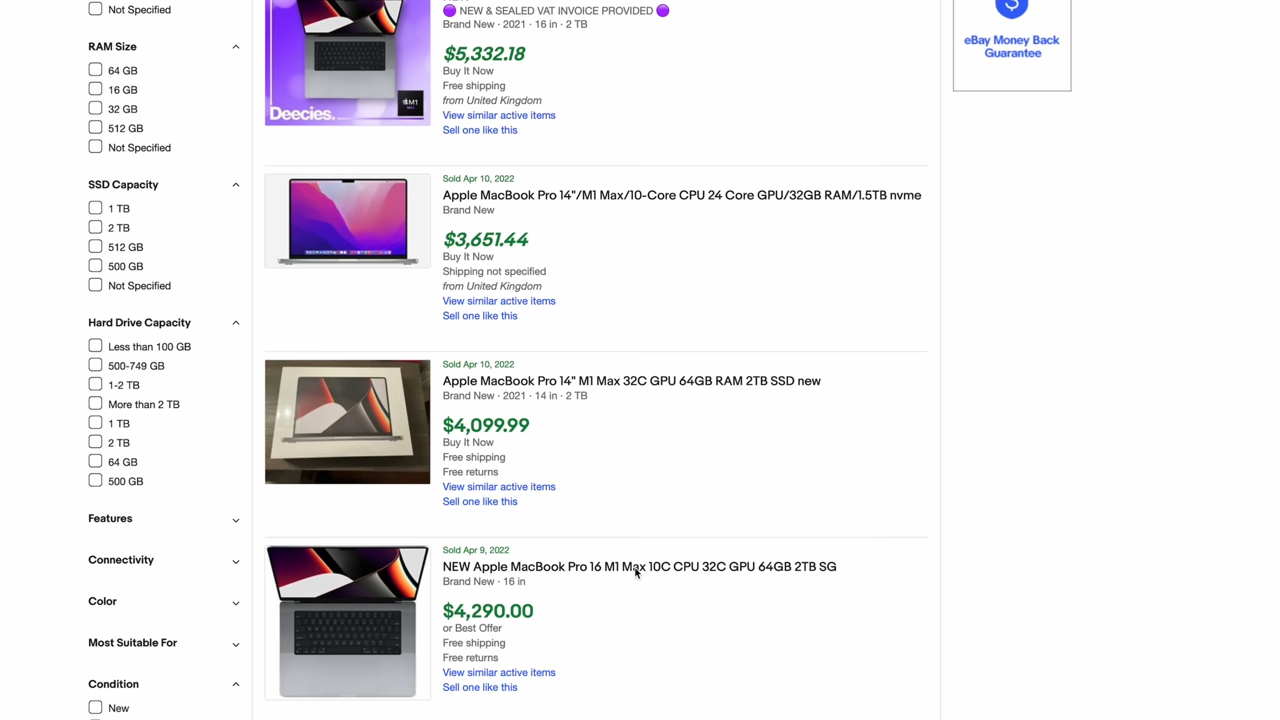 Not Specified
RAM Size
64 GB
16 GB
32 GB
512 GB
Not Specified
SSD Capacity
1 TB
2 TB
512 GB
500 GB
Not Specified
Hard Drive Capacity
Less than 100 GB
500-749 GB
1-2 TB
More than 2 TB
1 TB
2 TB
64 GB
500 GB
Features
Connectivity
Color
Most Suitable For
Condition
New
Deecies.
M1
NEW & SEALED VAT INVOICE PROVIDED
Brand New · 2021 · 16 in · 2 TB
$5,332.18
Buy It Now
Free shipping
from United Kingdom
View similar active items
Sell one like this
Sold Apr 10, 2022
Apple MacBook Pro 14"/M1 Max/10-Core CPU 24 Core GPU/32GB RAM/1.5TB nvme
Brand New
$3,651.44
Buy It Now
Shipping not specified
from United Kingdom
View similar active items
Sell one like this
Sold Apr 10, 2022
Apple MacBook Pro 14" M1 Max 32C GPU 64GB RAM 2TB SSD new
Brand New · 2021 · 14 in · 2 TB
$4,099.99
Buy It Now
Free shipping
Free returns
View similar active items
Sell one like this
Sold Apr 9, 2022
NEW Apple MacBook Pro 16 M1 Max 10C CPU 32C GPU 64GB 2TB SG
Brand New · 16 in
$4,290.00
or Best Offer
Free shipping
Free returns
View similar active items
Sell one like this
$
eBay Money Back
Guarantee